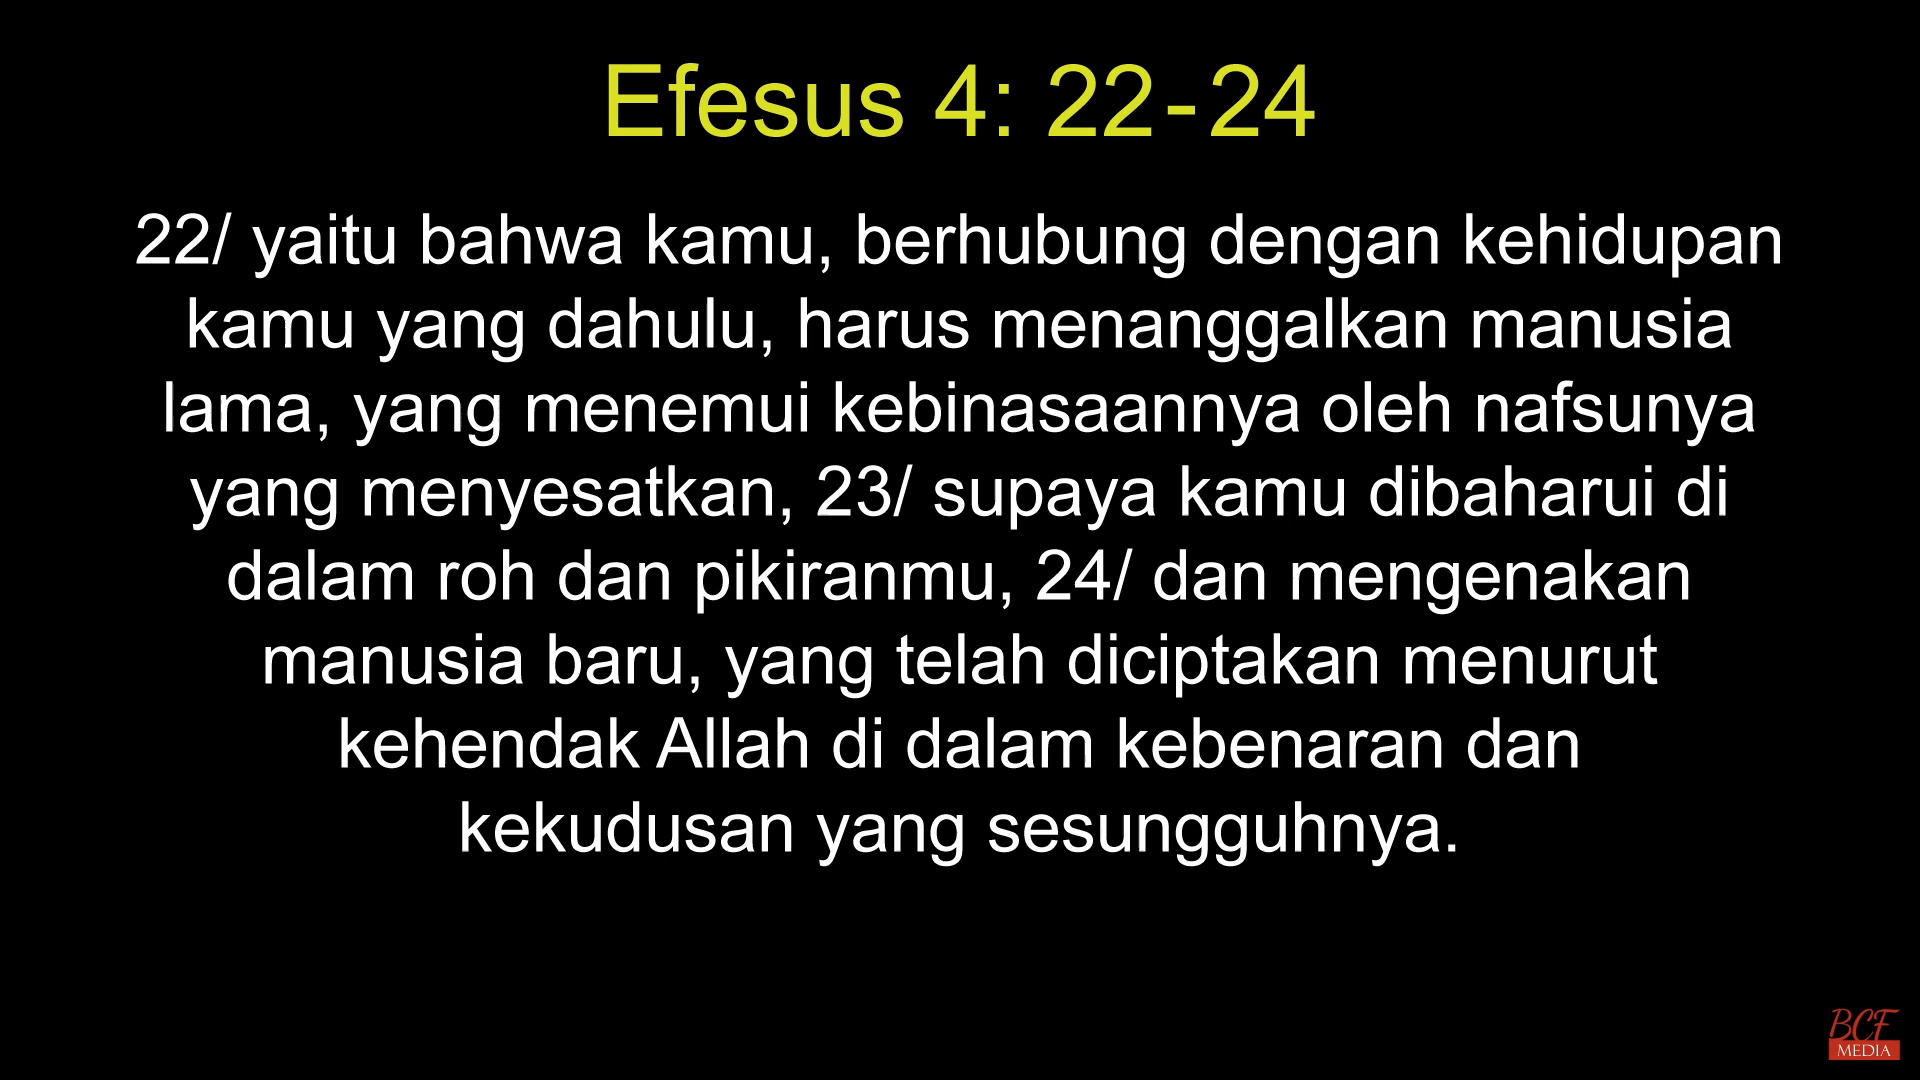 Efesus 4: 22-24
22/ yaitu bahwa kamu, berhubung dengan kehidupan
kamu yang dahulu, harus menanggalkan manusia
lama, yang menemui kebinasaannya oleh nafsunya
yang menyesatkan, 23/ supaya kamu dibaharui di
dalam roh dan pikiranmu, 24/ dan mengenakan
manusia baru, yang telah diciptakan menurut
kehendak Allah di dalam kebenaran dan
kekudusan yang sesungguhnya.
BCF
MEDIA